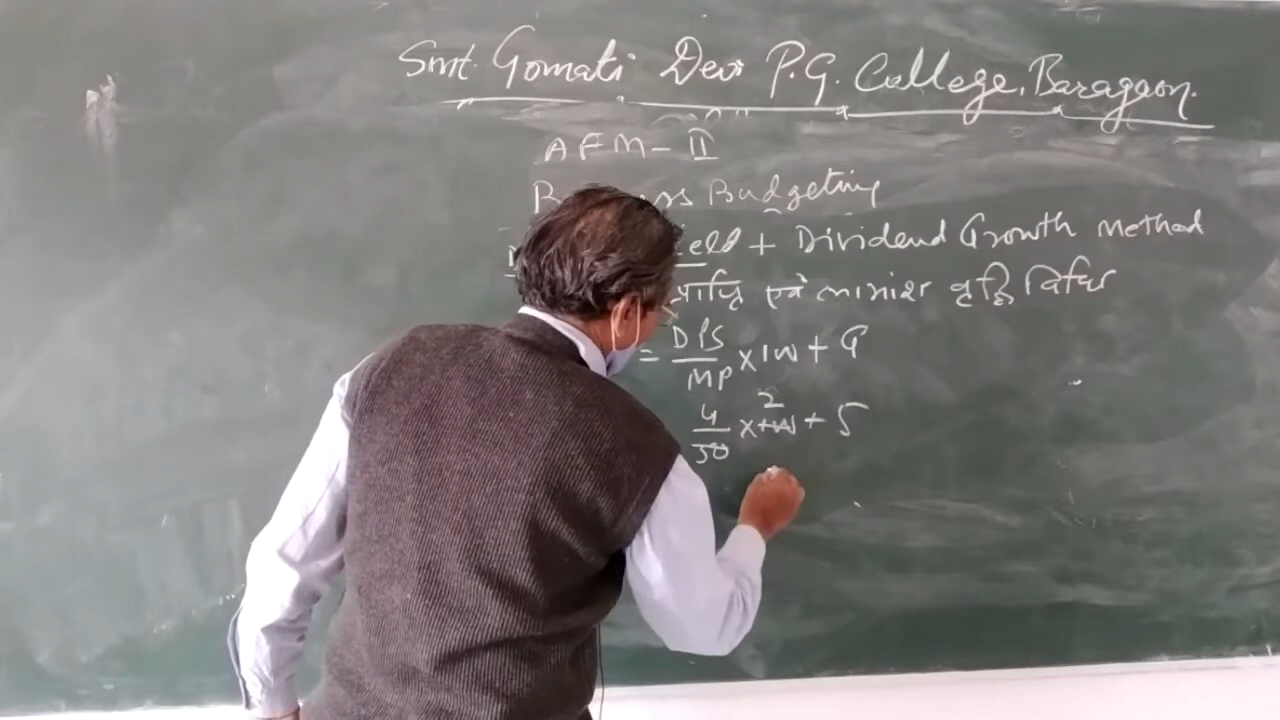 Smt. Gomati Devi P.G. College, Baragaon.
AFM - II
Budgeting
+ Dividend Growth Method
एवं लाभांश वृद्धि विधि
= DPS/MP × 100 + G
4/50 × 100 + 5
2